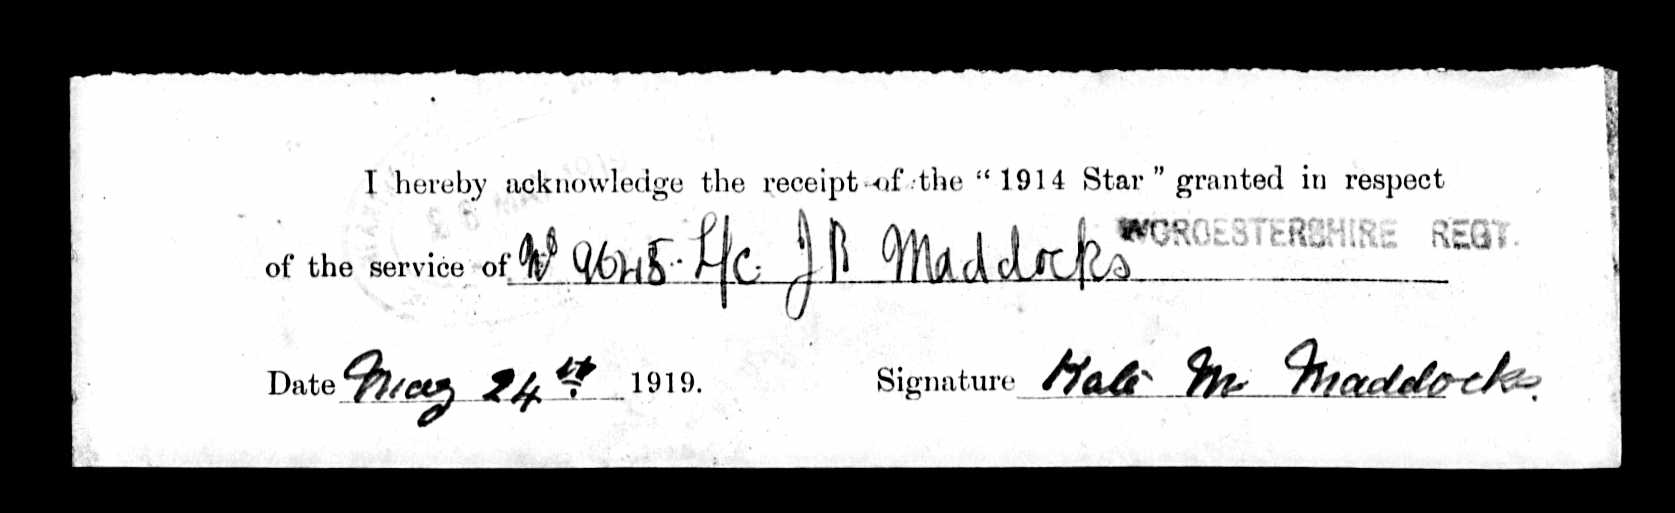 I hereby acknowledge the receipt of the “1914 Star” granted in respect
of the service of No 9645. L/c. J B Maddocks WORCESTERSHIRE REGT.
Date May 24th 1919. Signature Kate M Maddocks.